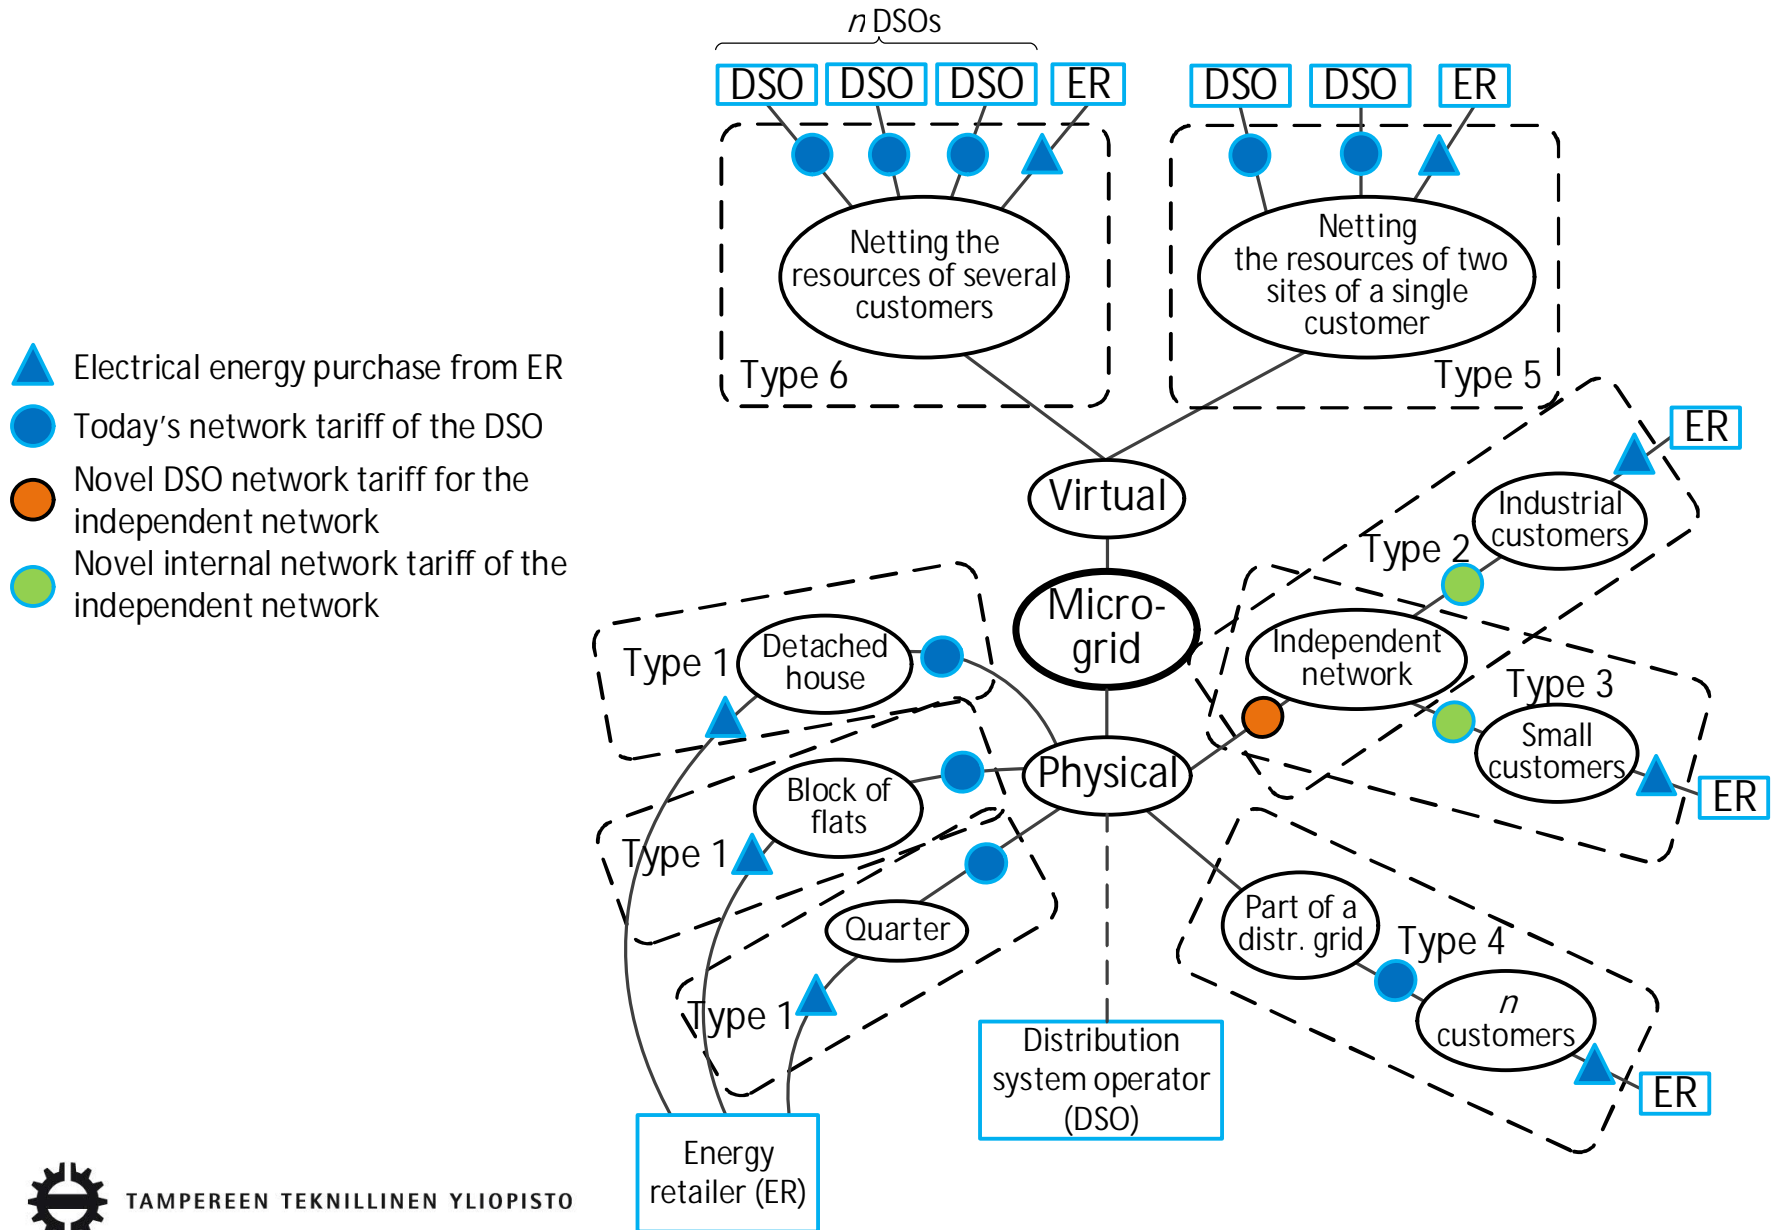 n DSOs
DSO
DSO
DSO
ER
DSO
DSO
ER
Netting the
resources of several
customers
Type 6
Netting
the resources of two
sites of a single
customer
Type 5
Electrical energy purchase from ER
Today's network tariff of the DSO
Novel DSO network tariff for the
independent network
Novel internal network tariff of the
independent network
Virtual
Micro-
grid
Physical
ER
Industrial
customers
Type 2
Independent
network
Type 3
Small
customers
ER
Type 1
Detached
house
Type 1
Block of
flats
Type 1
Quarter
Part of a
distr. grid
Type 4
n
customers
ER
Distribution
system operator
(DSO)
Energy
retailer (ER)
TAMPEREEN TEKNILLINEN YLIOPISTO